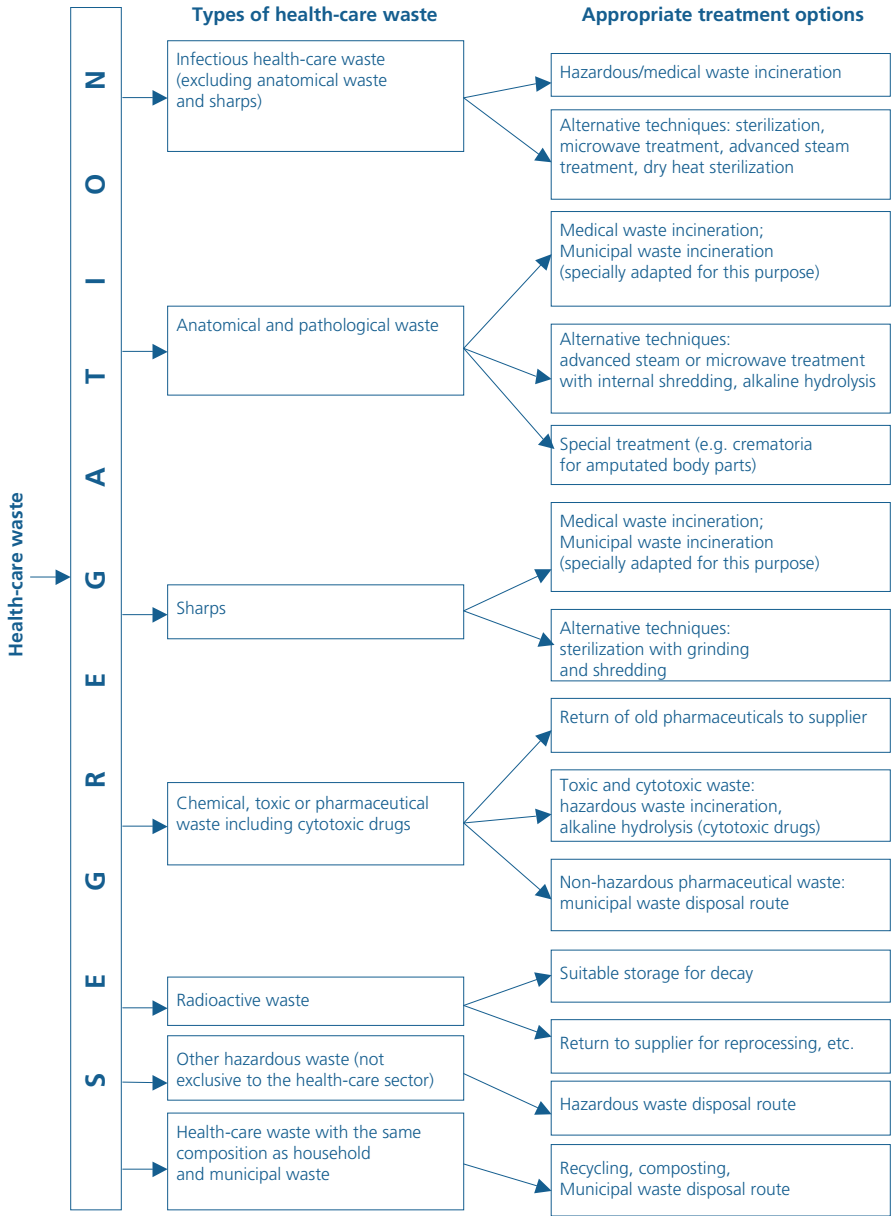 Types of health-care waste
Appropriate treatment options
Health-care waste
SEGREGATION
Infectious health-care waste
(excluding anatomical waste
and sharps)
Hazardous/medical waste incineration
Alternative techniques: sterilization,
microwave treatment, advanced steam
treatment, dry heat sterilization
Anatomical and pathological waste
Medical waste incineration;
Municipal waste incineration
(specially adapted for this purpose)
Alternative techniques:
advanced steam or microwave treatment
with internal shredding, alkaline hydrolysis
Special treatment (e.g. crematoria
for amputated body parts)
Sharps
Medical waste incineration;
Municipal waste incineration
(specially adapted for this purpose)
Alternative techniques:
sterilization with grinding
and shredding
Chemical, toxic or pharmaceutical
waste including cytotoxic drugs
Return of old pharmaceuticals to supplier
Toxic and cytotoxic waste:
hazardous waste incineration,
alkaline hydrolysis (cytotoxic drugs)
Non-hazardous pharmaceutical waste:
municipal waste disposal route
Radioactive waste
Suitable storage for decay
Return to supplier for reprocessing, etc.
Other hazardous waste (not
exclusive to the health-care sector)
Hazardous waste disposal route
Health-care waste with the same
composition as household
and municipal waste
Recycling, composting,
Municipal waste disposal route